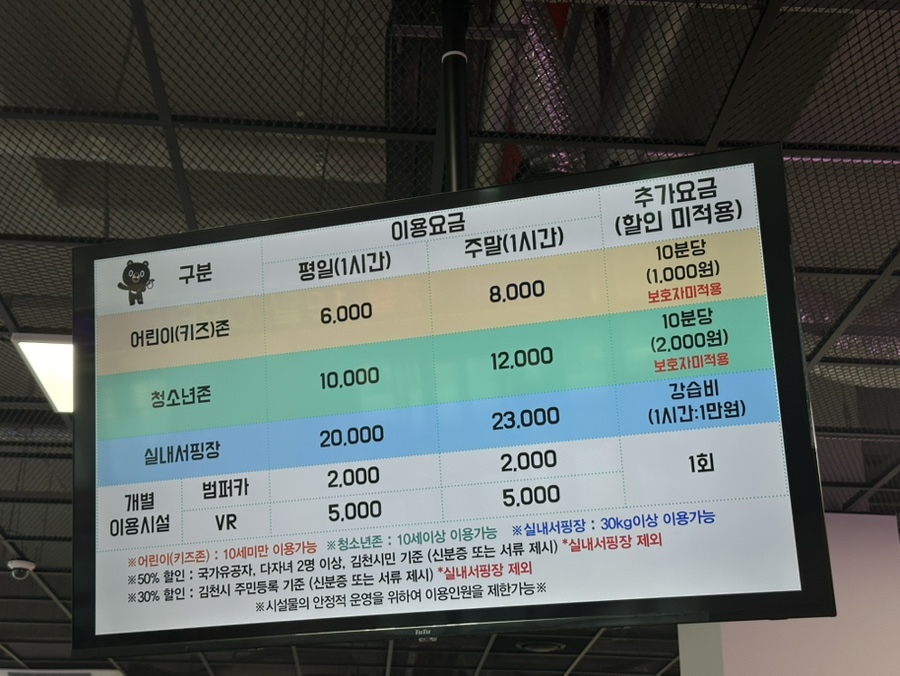 구분
이용요금
추가요금
(할인 미적용)
평일(1시간)
주말(1시간)
어린이(키즈)존
6,000
8,000
10분당
(1,000원)
보호자미적용
청소년존
10,000
12,000
10분당
(2,000원)
보호자미적용
실내서핑장
20,000
23,000
강습비
(1시간:1만원)
개별
이용시설
범퍼카
2,000
2,000
1회
VR
5,000
5,000
※어린이(키즈존) : 10세미만 이용가능 ※청소년존 : 10세이상 이용가능 ※실내서핑장 : 30kg이상 이용가능
※50% 할인 : 국가유공자, 다자녀 2명 이상, 김천시민 기준 (신분증 또는 서류 제시) *실내서핑장 제외
※30% 할인 : 김천시 주민등록 기준 (신분증 또는 서류 제시) *실내서핑장 제외
※시설물의 안정적 운영을 위하여 이용인원을 제한가능※
TuTu